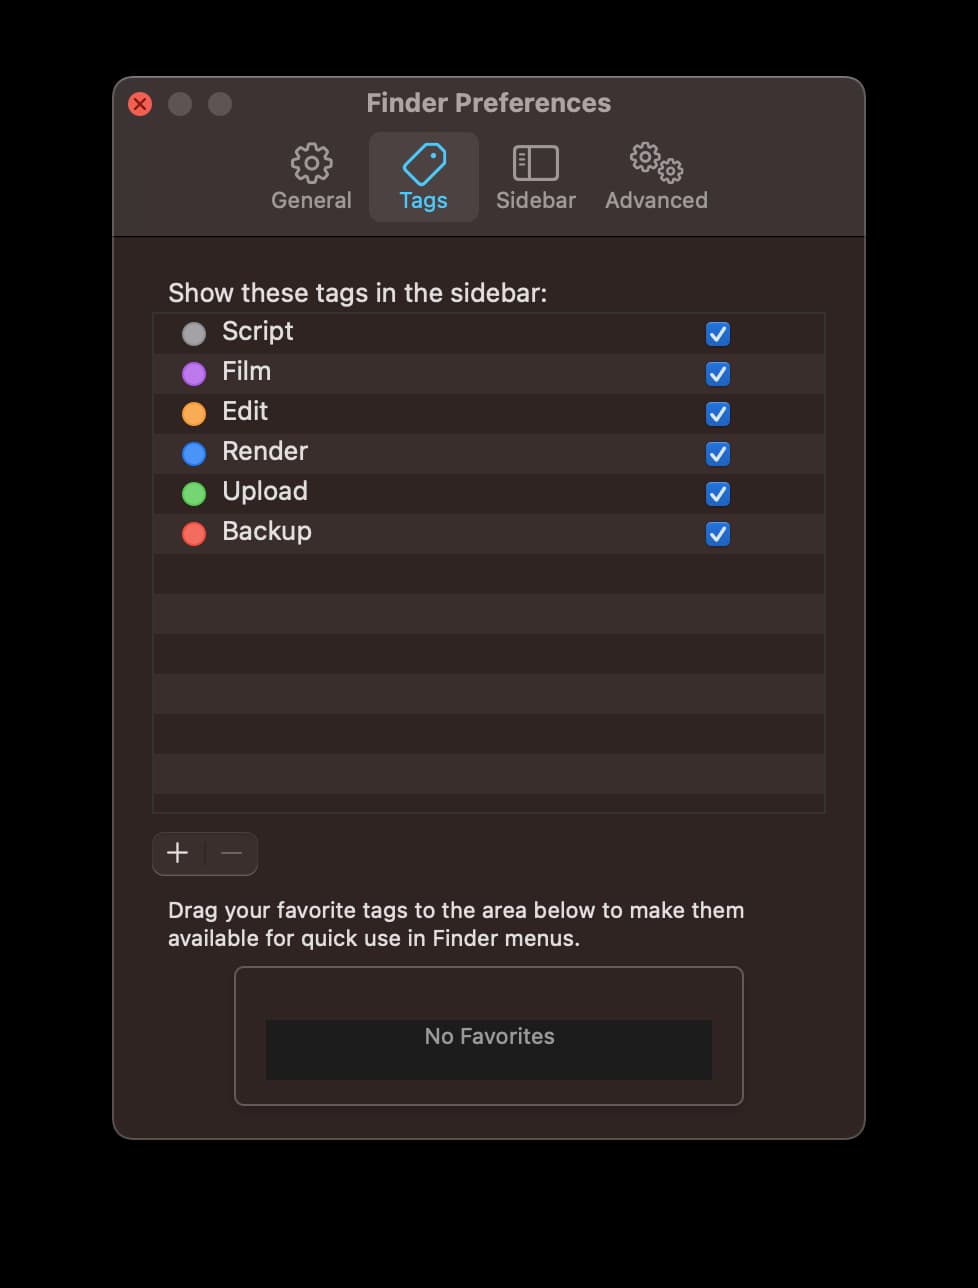 Finder Preferences
General
Tags
Sidebar
Advanced
Show these tags in the sidebar:
Script
Film
Edit
Render
Upload
Backup
Drag your favorite tags to the area below to make them
available for quick use in Finder menus.
No Favorites